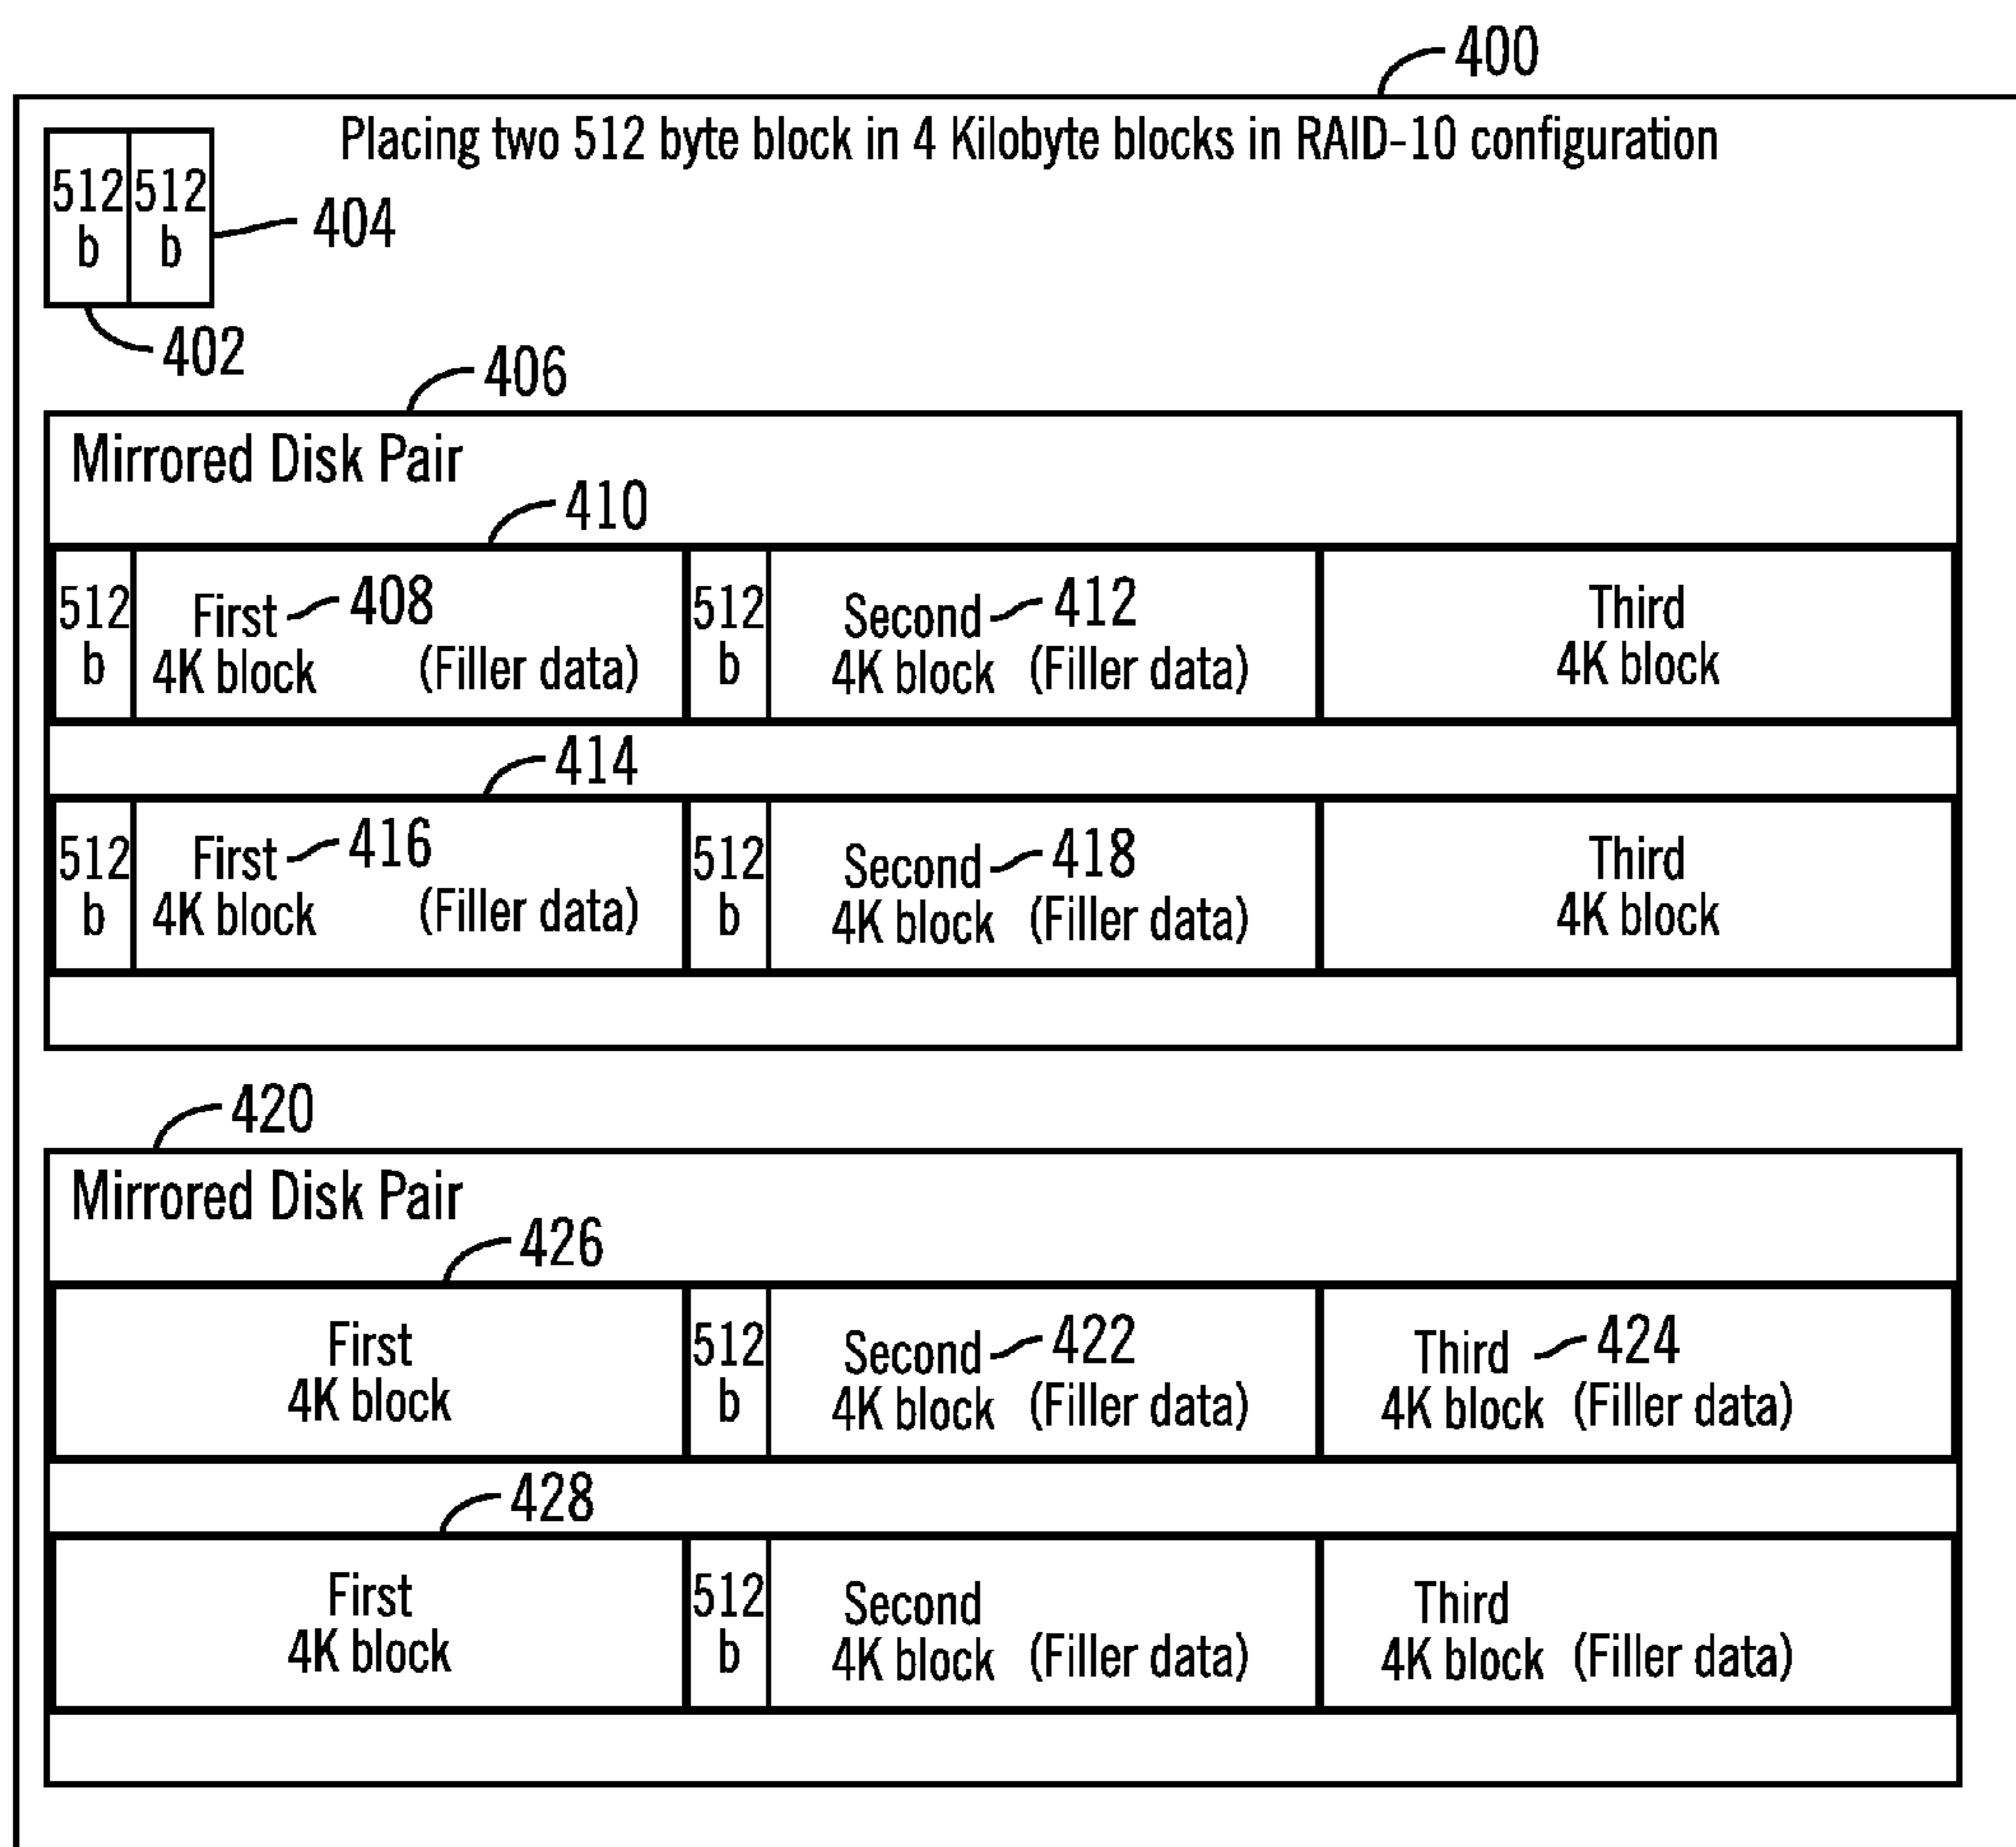 400
Placing two 512 byte block in 4 Kilobyte blocks in RAID-10 configuration
512 512
b b
404
402
406
Mirrored Disk Pair
410
512 First 408 512 Second 412 Third
b 4K block (Filler data) b 4K block (Filler data) 4K block
414
512 First 416 512 Second 418 Third
b 4K block (Filler data) b 4K block (Filler data) 4K block
420
Mirrored Disk Pair
426
First 512 Second 422 Third 424
4K block b 4K block (Filler data) 4K block (Filler data)
428
First 512 Second Third
4K block b 4K block (Filler data) 4K block (Filler data)